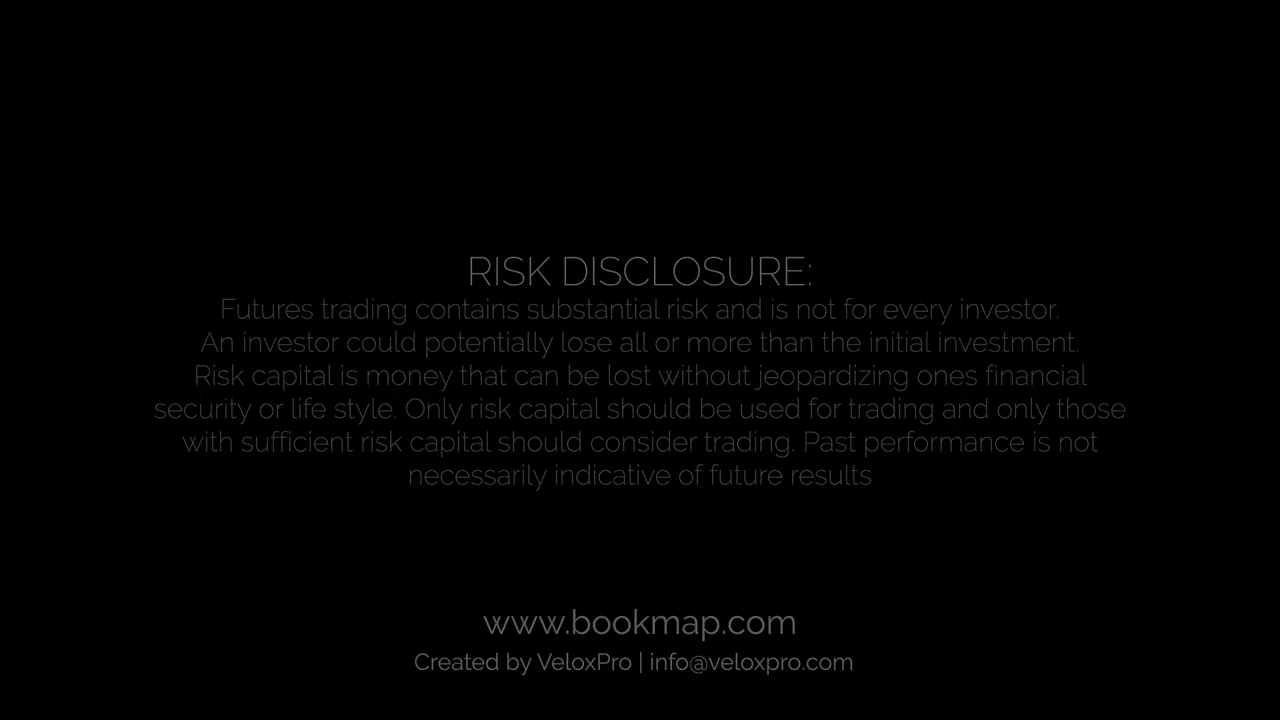 RISK DISCLOSURE:
Futures trading contains substantial risk and is not for every investor.
An investor could potentially lose all or more than the initial investment.
Risk capital is money that can be lost without jeopardizing ones financial
security or life style. Only risk capital should be used for trading and only those
with sufficient risk capital should consider trading. Past performance is not
necessarily indicative of future results
www.bookmap.com
Created by VeloxPro | info@veloxpro.com